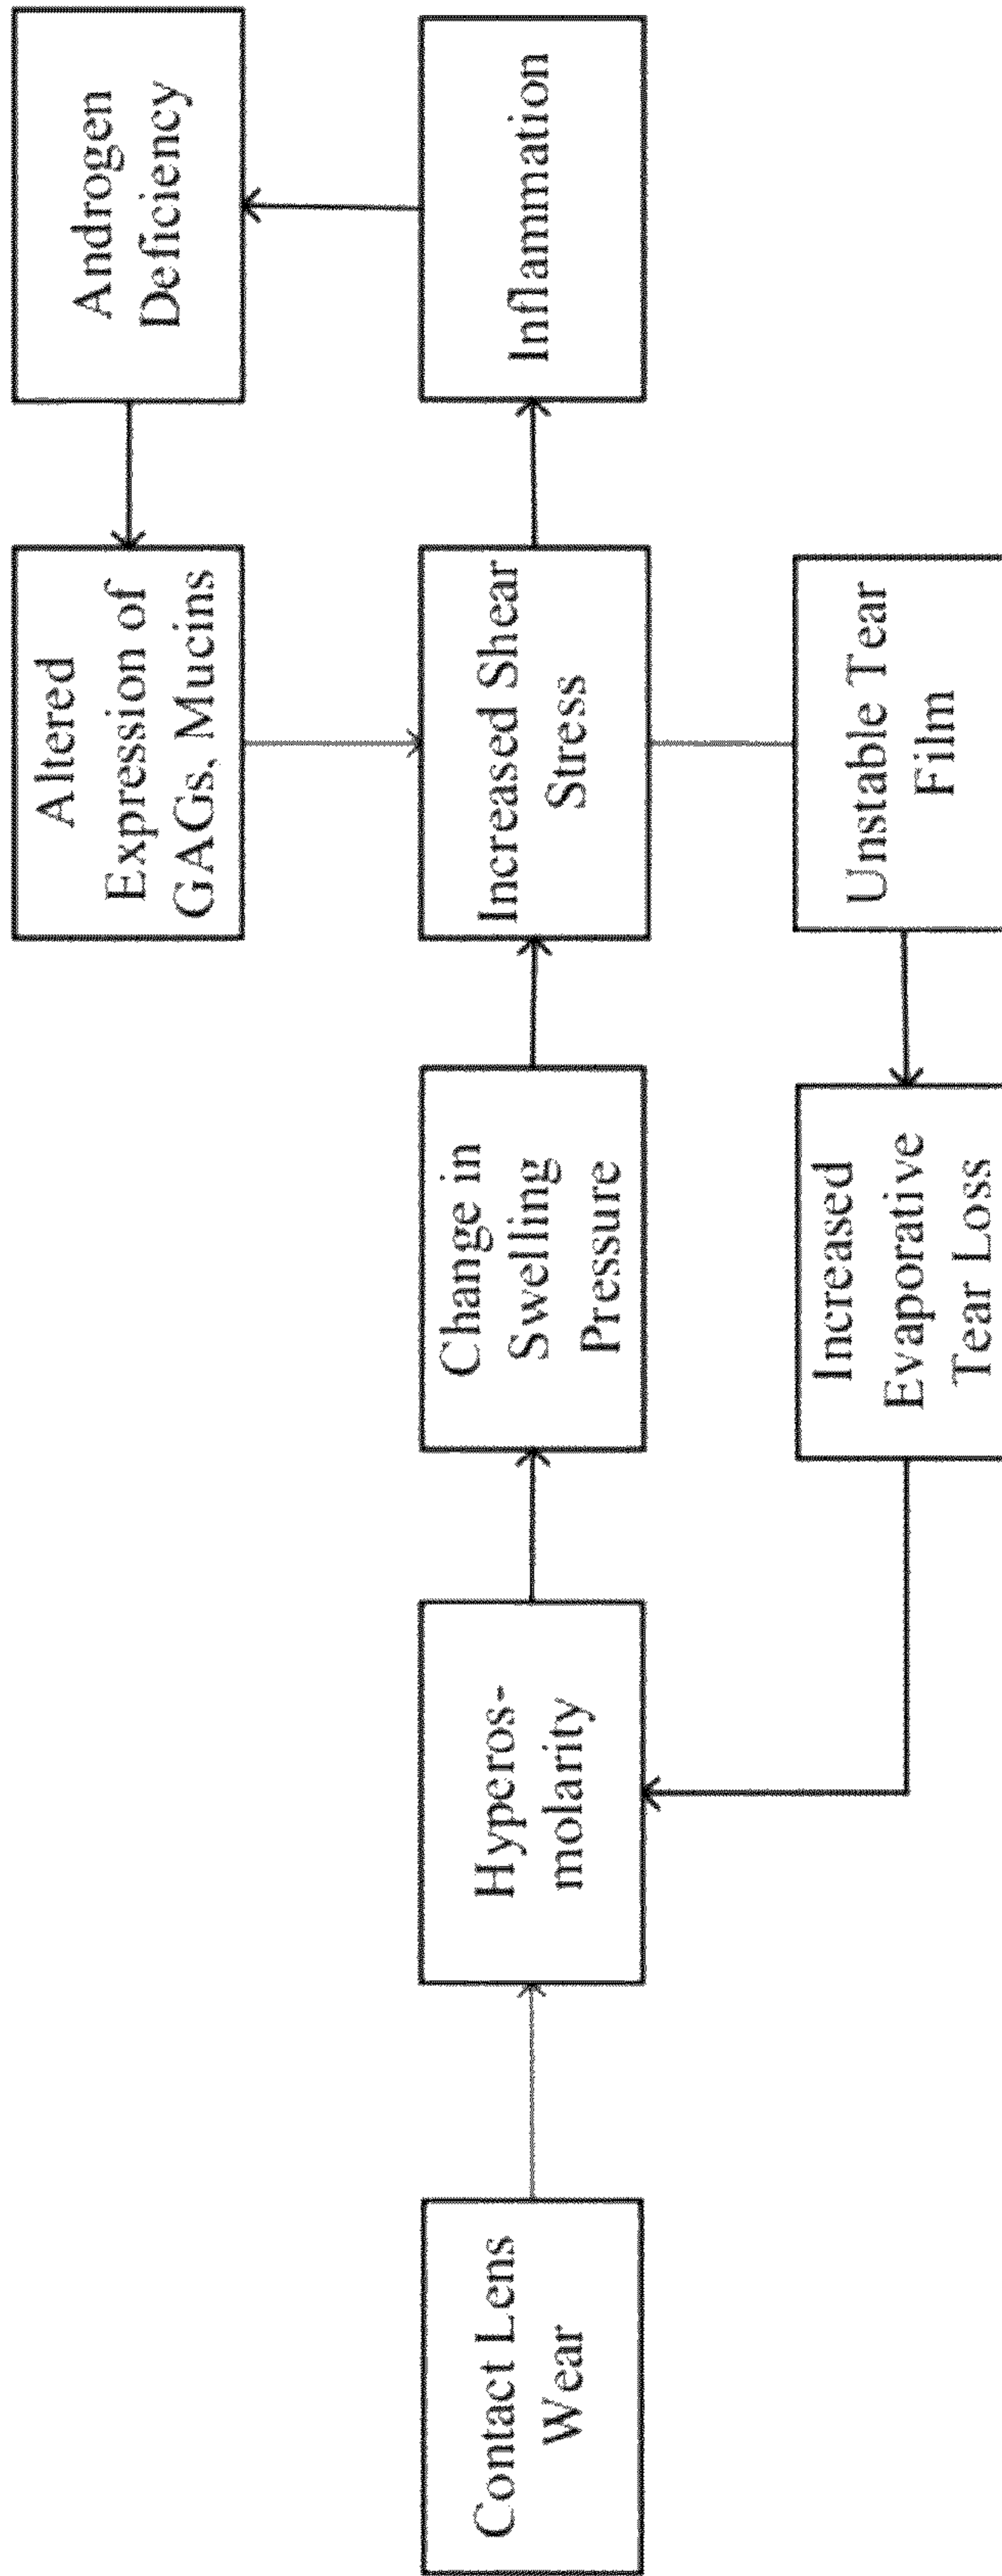 Altered
Expression of
GAGs, Mucins
Androgen
Deficiency
Contact Lens
Wear
Hyperos-
molarity
Change in
Swelling
Pressure
Increased Shear
Stress
Inflammation
Increased
Evaporative
Tear Loss
Unstable Tear
Film